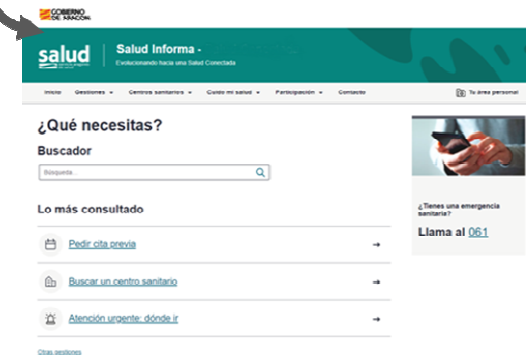 GOBIERNO
DE ARAGON
salud
Salud Informa -
Evolucionando hacia una Salud Conectada
Inicio Gestiones Centros sanitarios Cuido mi salud Participación Contacto Tu área personal
¿Qué necesitas?
Buscador
Búsqueda...
Lo más consultado
Pedir cita previa
Buscar un centro sanitario
Atención urgente: dónde ir
Otras gestiones
¿Tienes una emergencia
sanitaria?
Llama al 061